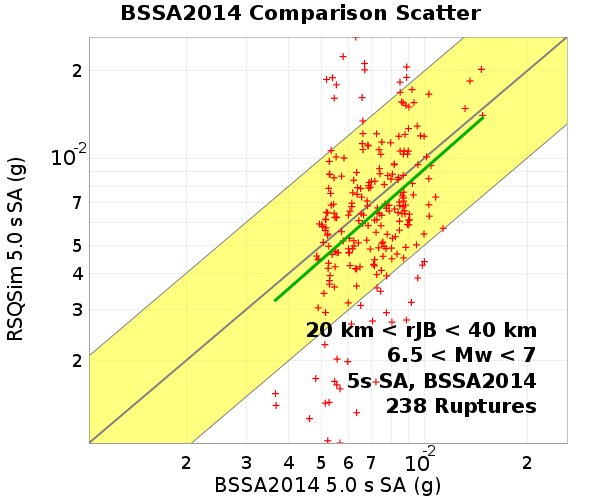 BSSA2014 Comparison Scatter
RSQSim 5.0 s SA (g)
2
10-2
7
5
4
3
2
20 km < rJB < 40 km
6.5 < Mw < 7
5s SA, BSSA2014
238 Ruptures
2 3 4 5 6 7 10-2 2
BSSA2014 5.0 s SA (g)